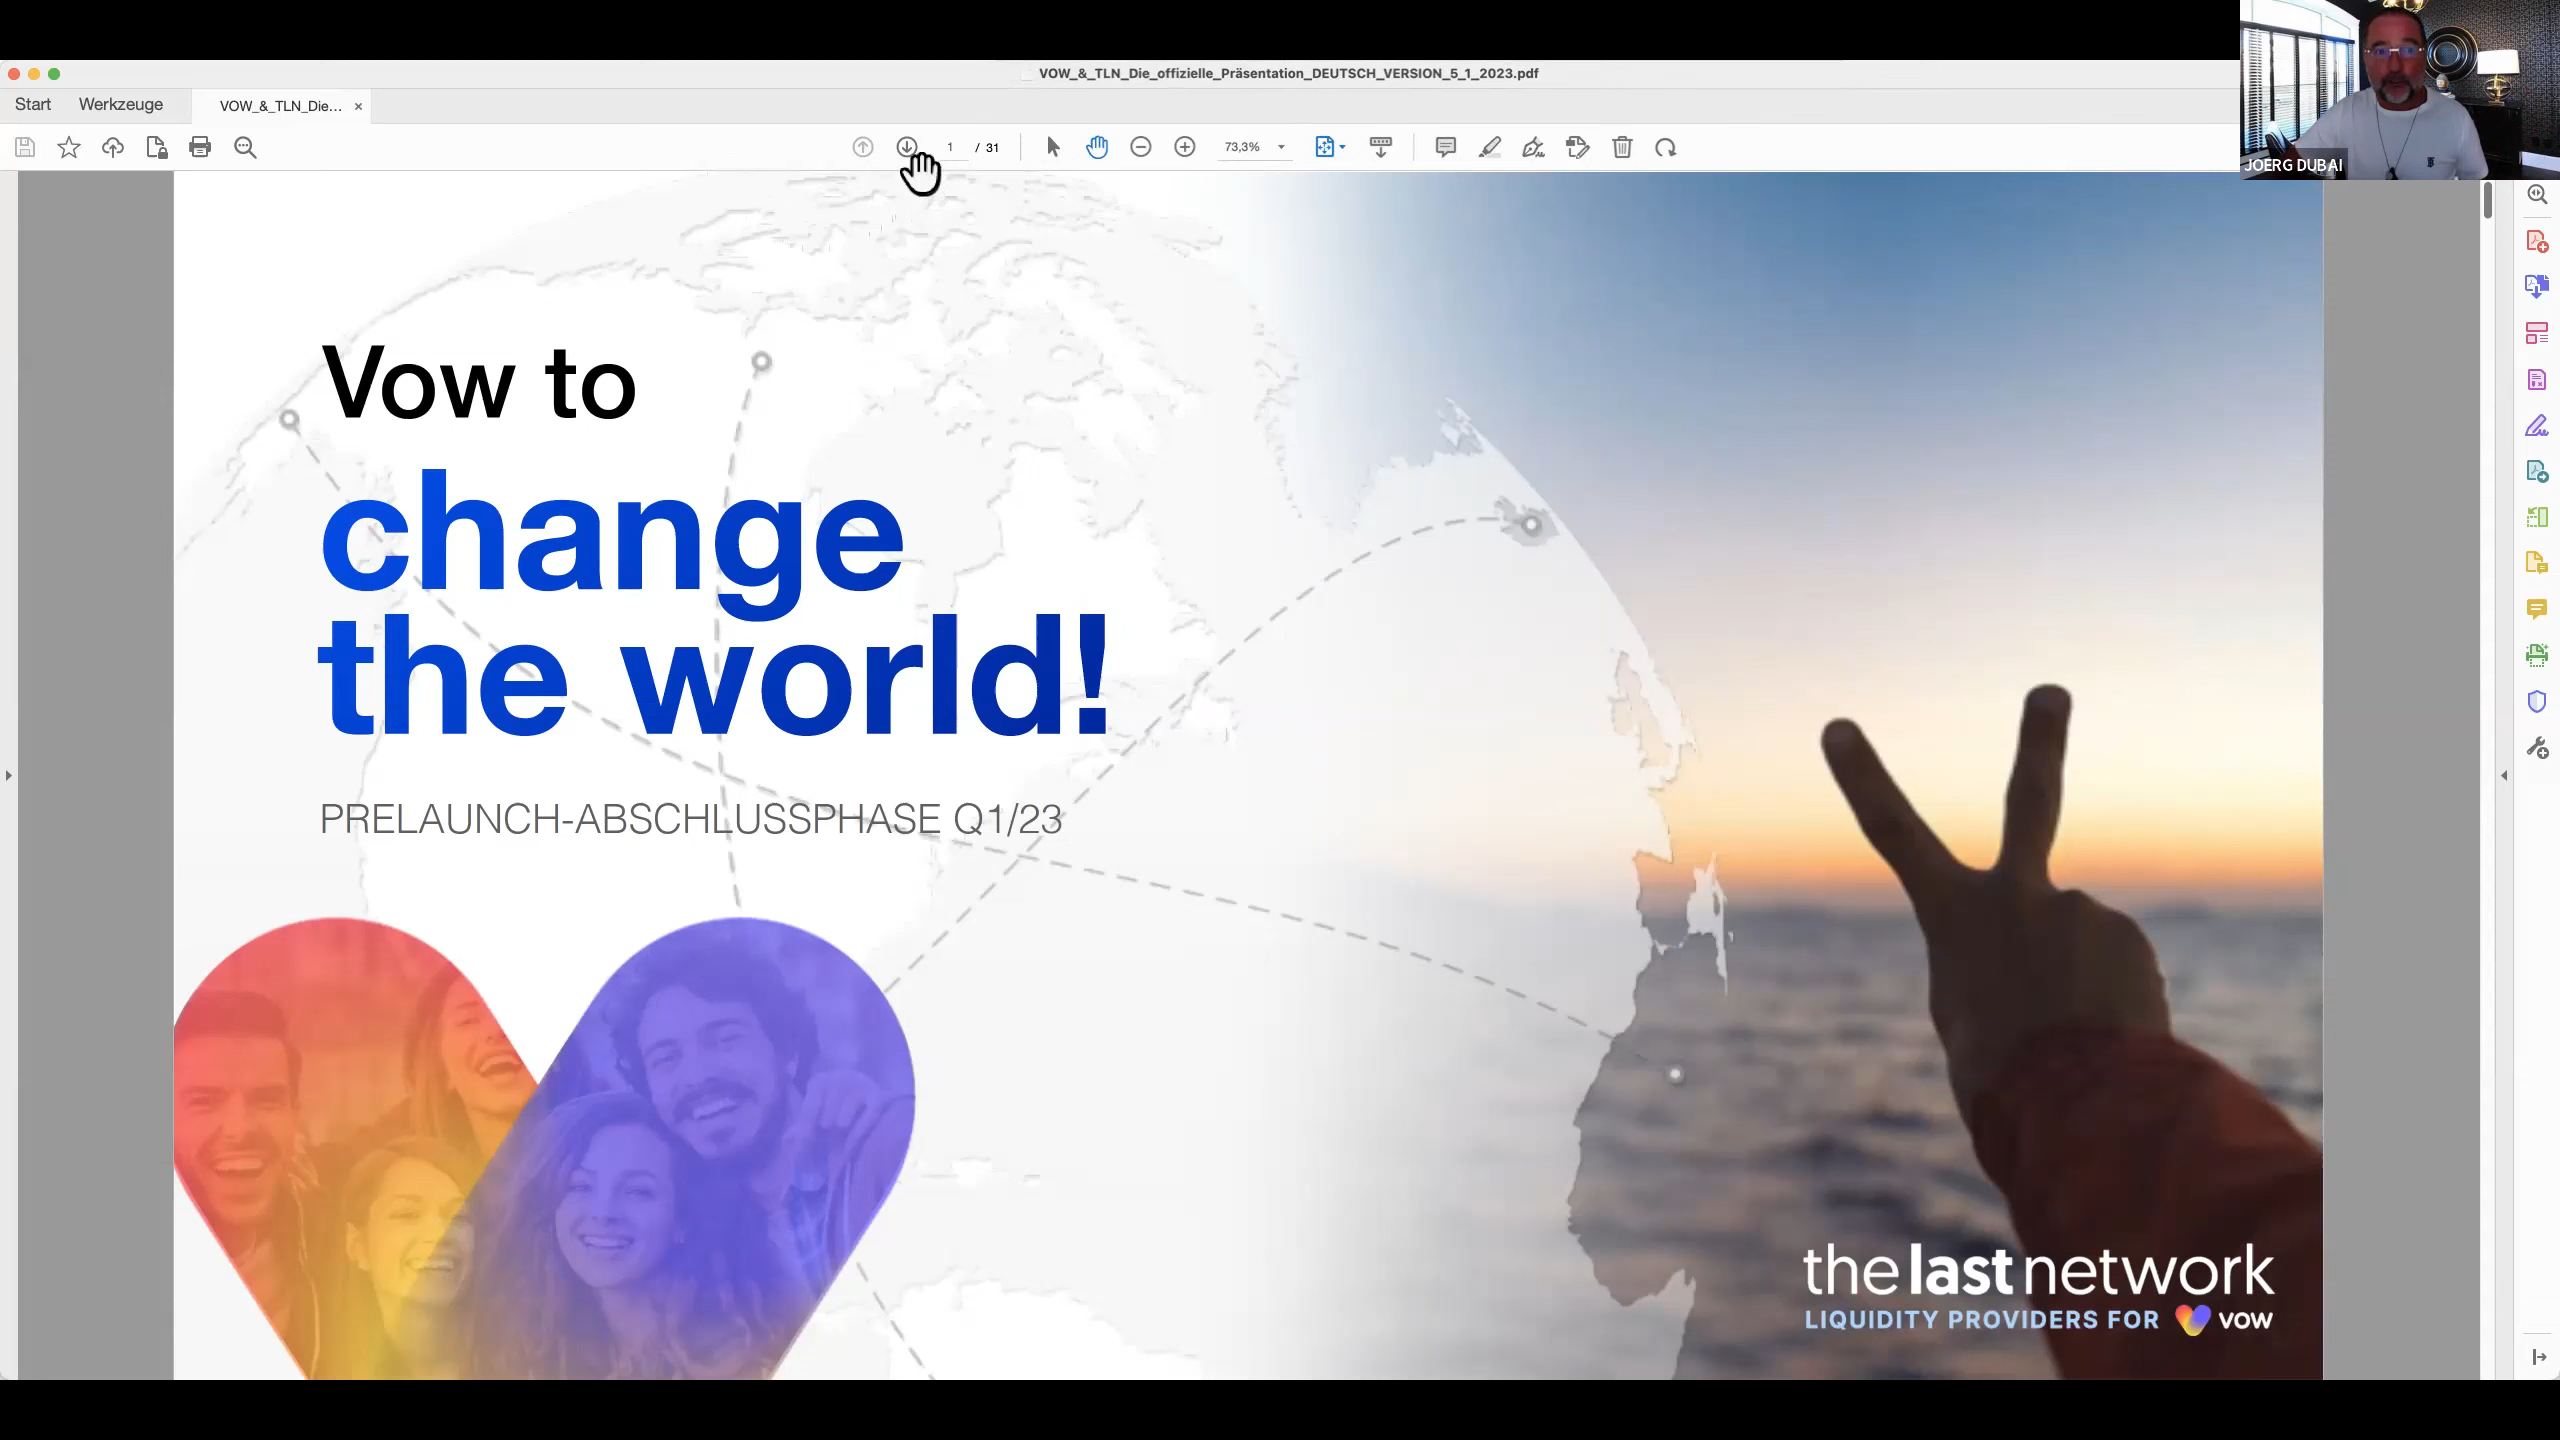 VOW_&_TLN_Die_offizielle_Präsentation_DEUTSCH_VERSION_5_1_2023.pdf
Start
Werkzeuge
VOW_&_TLN_Die...
1 / 31
73,3%
JOERG DUBAI
Vow to
change
the world!
PRELAUNCH-ABSCHLUSSPHASE Q1/23
the last network
LIQUIDITY PROVIDERS FOR VOW